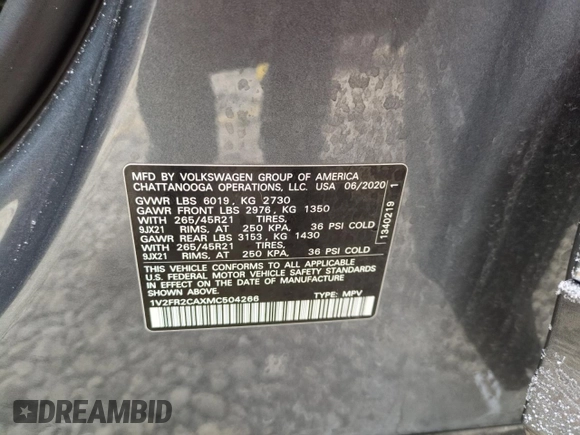 MFD BY VOLKSWAGEN GROUP OF AMERICA
CHATTANOOGA OPERATIONS, LLC. USA 06/2020
GVWR LBS 6019, KG 2730
GAWR FRONT LBS 2976, KG 1350
WITH 265/45R21 TIRES,
9JX21 RIMS, AT 250 KPA, 36 PSI COLD
GAWR REAR LBS 3153, KG 1430
WITH 265/45R21 TIRES,
9JX21 RIMS, AT 250 KPA, 36 PSI COLD
THIS VEHICLE CONFORMS TO ALL APPLICABLE
U.S. FEDERAL MOTOR VEHICLE SAFETY STANDARDS
IN EFFECT ON THE DATE OF MANUFACTURE
SHOWN ABOVE.
1V2FR2CAXMC504266 TYPE: MPV
1340219 1
DREAMBID